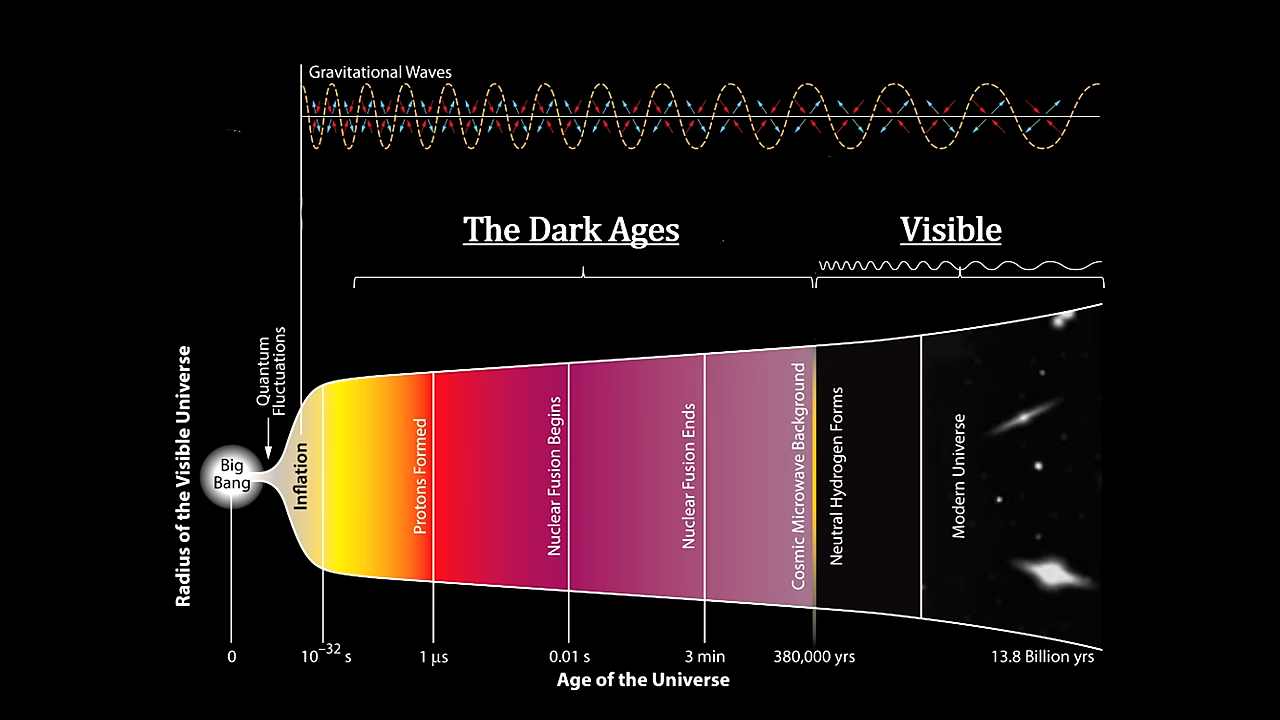 Gravitational Waves
The Dark Ages
Visible
Radius of the Visible Universe
Quantum
Fluctuations
Big
Bang
Inflation
Protons Formed
Nuclear Fusion Begins
Nuclear Fusion Ends
Cosmic Microwave Background
Neutral Hydrogen Forms
Modern Universe
0
10⁻³² s
1 µs
0.01 s
3 min
380,000 yrs
13.8 Billion yrs
Age of the Universe